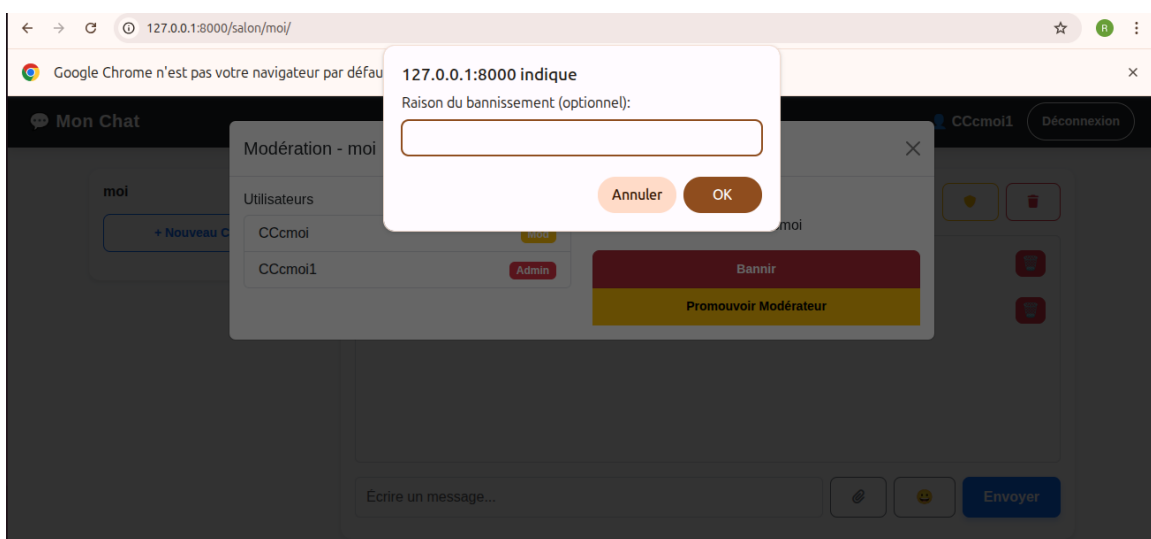 127.0.0.1:8000/salon/moi/
R
Google Chrome n'est pas votre navigateur par défau
127.0.0.1:8000 indique
Raison du bannissement (optionnel):
Annuler
OK
Mon Chat
CCcmoi1
Déconnexion
Modération - moi
moi
+ Nouveau C
Utilisateurs
CCcmoi
Mod
CCcmoi1
Admin
moi
Bannir
Promouvoir Modérateur
Écrire un message...
Envoyer